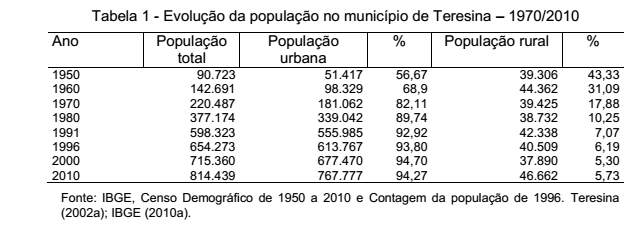 Tabela 1 - Evolução da população no município de Teresina – 1970/2010
Ano População total População urbana % População rural %
1950 90.723 51.417 56,67 39.306 43,33
1960 142.691 98.329 68,9 44.362 31,09
1970 220.487 181.062 82,11 39.425 17,88
1980 377.174 339.042 89,74 38.732 10,25
1991 598.323 555.985 92,92 42.338 7,07
1996 654.273 613.767 93,80 40.509 6,19
2000 715.360 677.470 94,70 37.890 5,30
2010 814.439 767.777 94,27 46.662 5,73
Fonte: IBGE, Censo Demográfico de 1950 a 2010 e Contagem da população de 1996. Teresina
(2002a); IBGE (2010a).